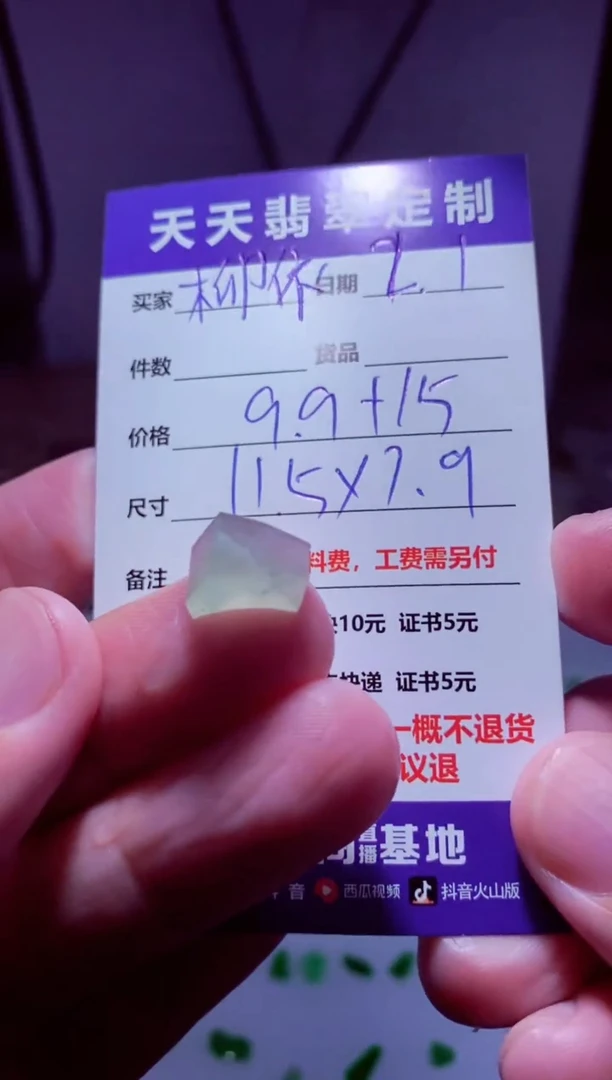 天天翡翠定制
买家 日期 2.1
件数 货品
价格 9.9+15
尺寸 11.5×7.9
备注 料费，工费需另付
10元 证书5元
快递 证书5元
一概不退货
议退
播基地
音 西瓜视频 抖音火山版